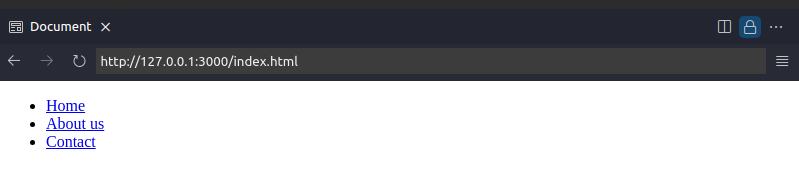 Document
http://127.0.0.1:3000/index.html
Home
About us
Contact